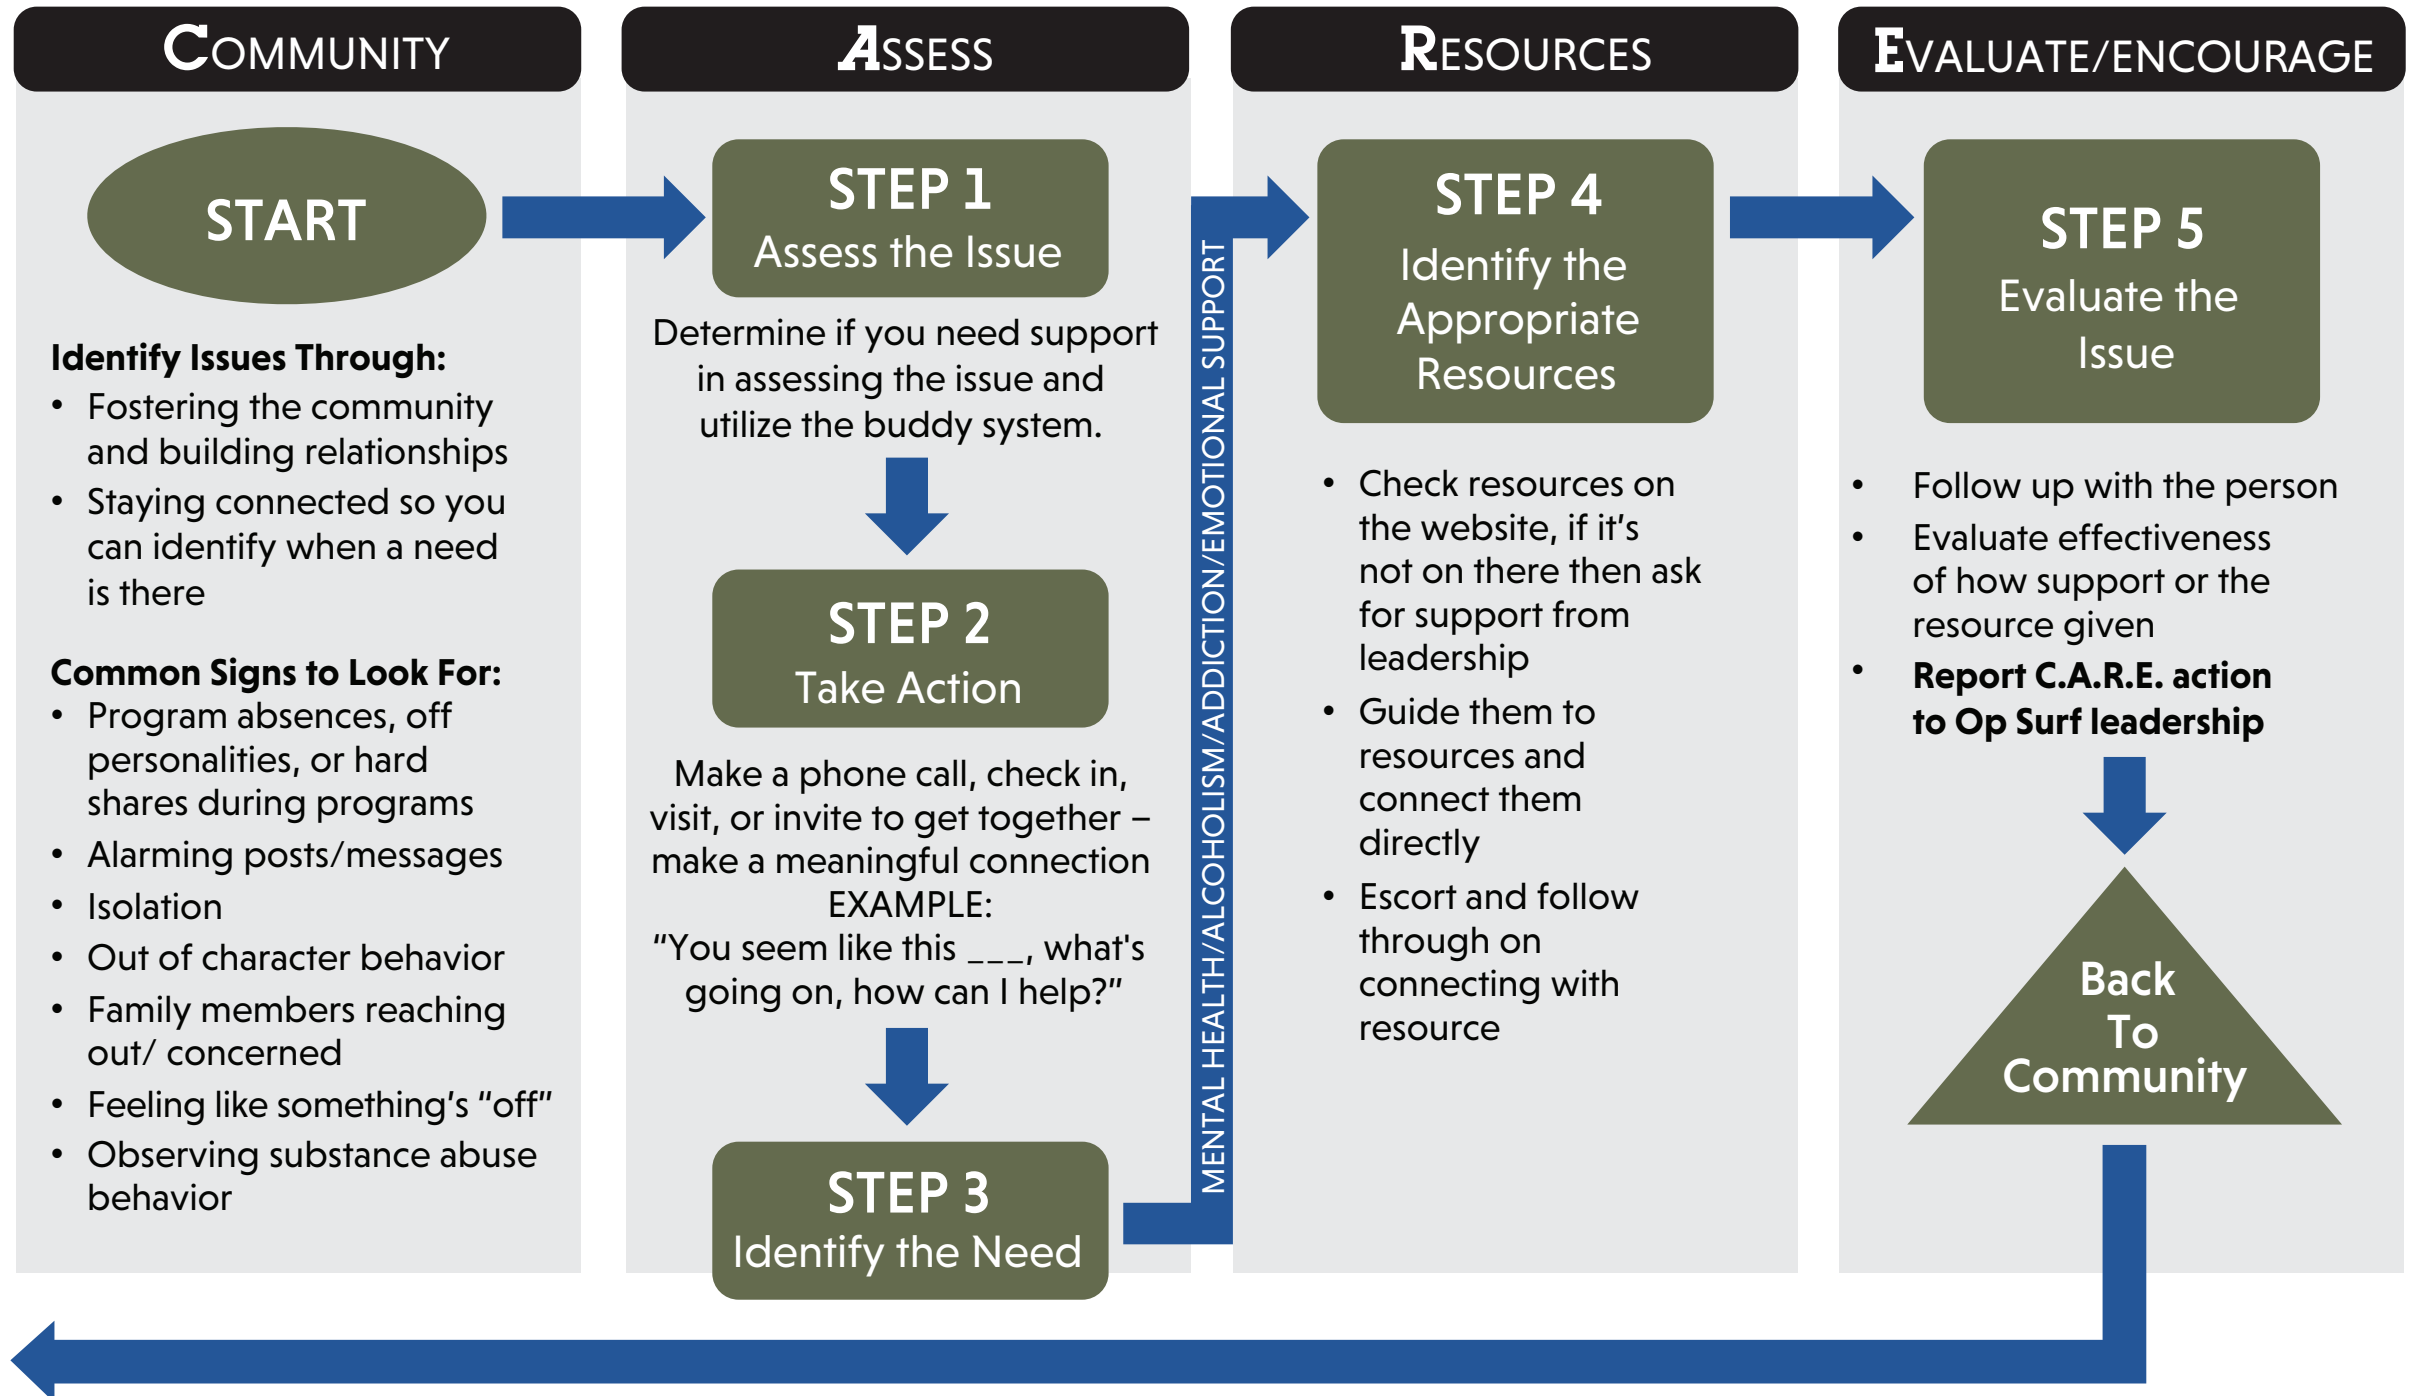 COMMUNITY
START
Identify Issues Through:
• Fostering the community
and building relationships
• Staying connected so you
can identify when a need
is there
Common Signs to Look For:
• Program absences, off
personalities, or hard
shares during programs
• Alarming posts/messages
• Isolation
• Out of character behavior
• Family members reaching
out/ concerned
• Feeling like something's “off”
• Observing substance abuse
behavior
ASSESS
STEP 1
Assess the Issue
Determine if you need support
in assessing the issue and
utilize the buddy system.
STEP 2
Take Action
Make a phone call, check in,
visit, or invite to get together –
make a meaningful connection
EXAMPLE:
“You seem like this ___, what's
going on, how can I help?”
STEP 3
Identify the Need
MENTAL HEALTH/ALCOHOLISM/ADDICTION/EMOTIONAL SUPPORT
RESOURCES
STEP 4
Identify the
Appropriate
Resources
• Check resources on
the website, if it’s
not on there then ask
for support from
leadership
• Guide them to
resources and
connect them
directly
• Escort and follow
through on
connecting with
resource
EVALUATE/ENCOURAGE
STEP 5
Evaluate the
Issue
• Follow up with the person
• Evaluate effectiveness
of how support or the
resource given
• Report C.A.R.E. action
to Op Surf leadership
Back
To
Community